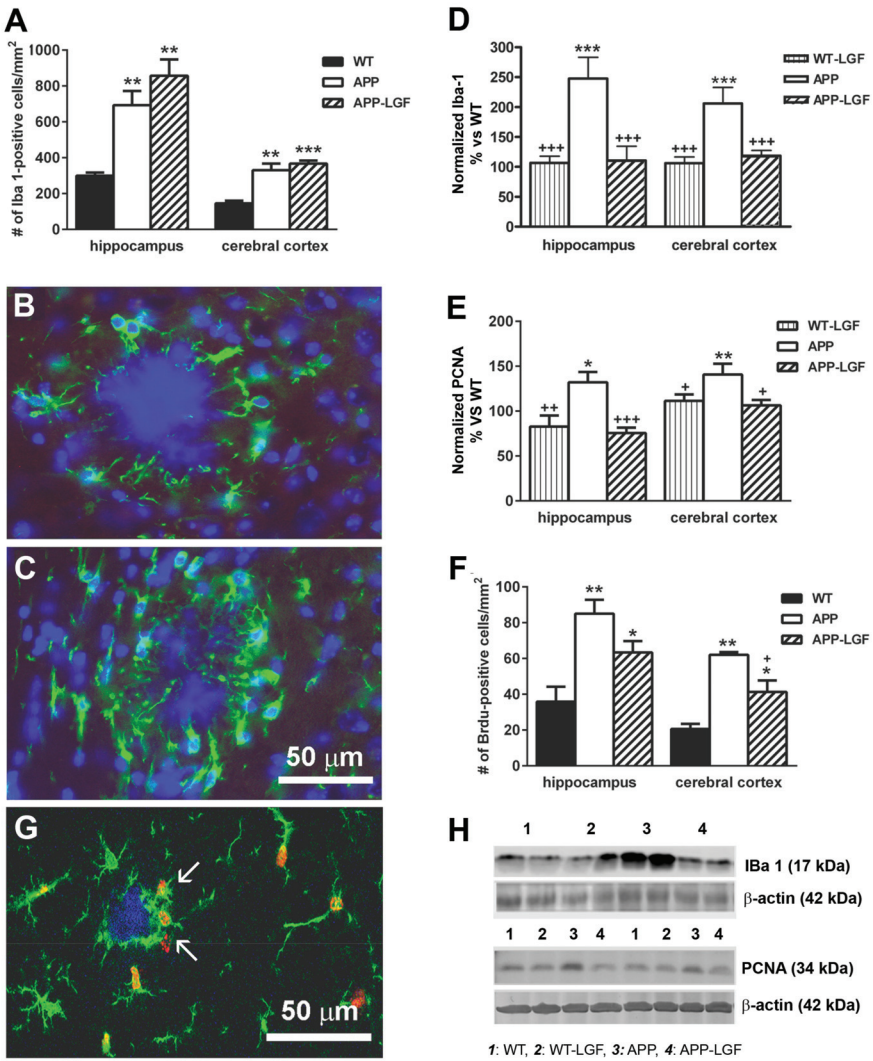 A
# of Iba 1-positive cells/mm²
1000
800
600
400
200
0
**
**
**
***
hippocampus
cerebral cortex
WT
APP
APP-LGF
B
C
50 µm
G
50 µm
D
Normalized Iba-1
% vs WT
300
250
200
150
100
50
0
+++
***
+++
+++
***
+++
hippocampus
cerebral cortex
WT-LGF
APP
APP-LGF
E
Normalized PCNA
% VS WT
200
150
100
50
0
++
*
+++
+
**
+
hippocampus
cerebral cortex
WT-LGF
APP
APP-LGF
F
# of Brdu-positive cells/mm²
100
80
60
40
20
0
**
*
**
+
*
hippocampus
cerebral cortex
WT
APP
APP-LGF
H
1 2 3 4
IBa 1 (17 kDa)
β-actin (42 kDa)
1 2 3 4 1 2 3 4
PCNA (34 kDa)
β-actin (42 kDa)
1: WT, 2: WT-LGF, 3: APP, 4: APP-LGF